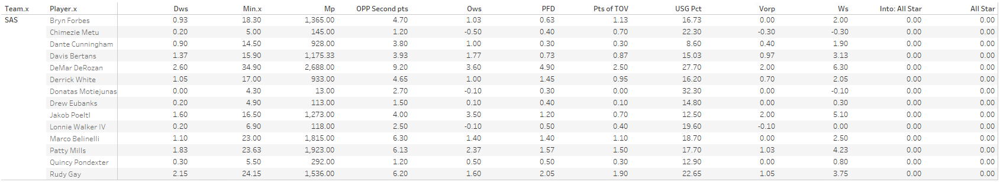 Team.x Player.x Dws Min.x Mp OPP Second pts Ows PFD Pts of TOV USG Pct Vorp Ws Into: All Star All Star
SAS Bryn Forbes 0.93 18.30 1,365.00 4.70 1.03 0.63 1.13 16.73 0.00 2.00 0.00 0.00
Chimezie Metu 0.20 5.00 145.00 1.20 -0.50 0.40 0.70 22.30 -0.30 -0.30 0.00 0.00
Dante Cunningham 0.90 14.50 928.00 3.80 1.00 0.30 0.30 8.60 0.40 1.90 0.00 0.00
Davis Bertans 1.37 15.90 1,175.33 3.93 1.77 0.73 0.87 15.03 0.97 3.13 0.00 0.00
DeMar DeRozan 2.60 34.90 2,688.00 9.20 3.60 4.90 2.50 27.70 2.00 6.30 0.00 0.00
Derrick White 1.05 17.00 933.00 4.65 1.00 1.45 0.95 16.20 0.70 2.05 0.00 0.00
Donatas Motiejunas 0.00 4.30 13.00 2.70 -0.10 0.30 0.00 32.30 0.00 -0.10 0.00 0.00
Drew Eubanks 0.20 4.90 113.00 1.50 0.10 0.40 0.10 14.80 0.00 0.30 0.00 0.00
Jakob Poeltl 1.60 16.50 1,273.00 4.00 3.50 1.20 0.70 12.50 2.00 5.10 0.00 0.00
Lonnie Walker IV 0.20 6.90 118.00 2.50 -0.10 0.50 0.40 19.60 -0.10 0.00 0.00 0.00
Marco Belinelli 1.10 23.00 1,815.00 6.30 1.40 1.40 1.10 18.70 0.00 2.50 0.00 0.00
Patty Mills 1.83 23.63 1,923.00 6.13 2.37 1.57 1.50 17.70 1.03 4.23 0.00 0.00
Quincy Pondexter 0.30 5.50 292.00 1.20 0.50 0.50 0.30 12.90 0.00 0.80 0.00 0.00
Rudy Gay 2.15 24.15 1,536.00 6.20 1.60 2.05 1.90 22.65 1.05 3.75 0.00 0.00